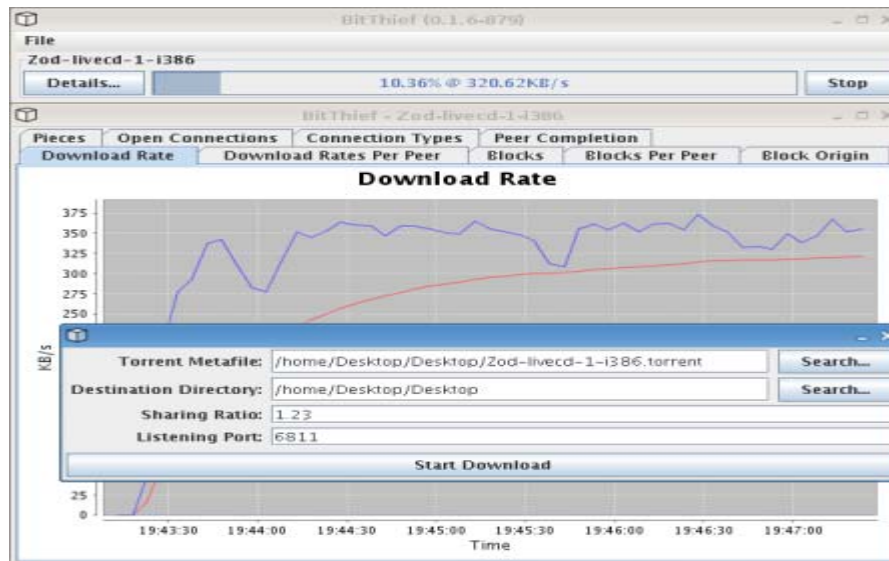 BitThief (0.1.6-879)
File
Zod-livecd-1-i386
Details... 10.36% @ 320.62KB/s Stop
BitThief - Zod-livecd-1-i386
Pieces Open Connections Connection Types Peer Completion
Download Rate Download Rates Per Peer Blocks Blocks Per Peer Block Origin
Download Rate
375
350
325
300
275
250
KB/s
Torrent Metafile: /home/Desktop/Desktop/Zod-livecd-1-i386.torrent Search...
Destination Directory: /home/Desktop/Desktop Search...
Sharing Ratio: 1.23
Listening Port: 6811
Start Download
25
0
19:43:30 19:44:00 19:44:30 19:45:00 19:45:30 19:46:00 19:46:30 19:47:00
Time